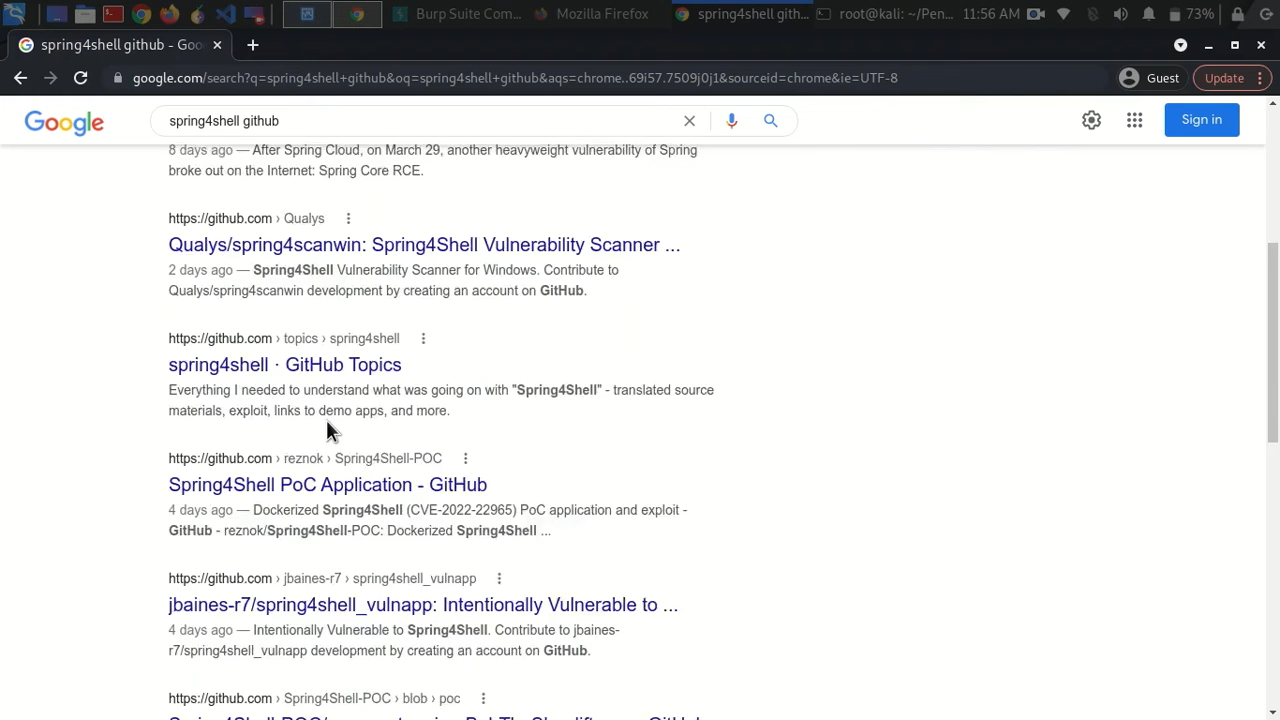 Burp Suite Com...
Mozilla Firefox
spring4shell gith...
root@kali: ~/Pen...
11:56 AM
73%
spring4shell github - Goo
google.com/search?q=spring4shell+github&oq=spring4shell+github&aqs=chrome..69i57.7509j0j1&sourceid=chrome&ie=UTF-8
Guest
Update
Google
spring4shell github
Sign in
8 days ago — After Spring Cloud, on March 29, another heavyweight vulnerability of Spring
broke out on the Internet: Spring Core RCE.
https://github.com › Qualys
Qualys/spring4scanwin: Spring4Shell Vulnerability Scanner ...
2 days ago — Spring4Shell Vulnerability Scanner for Windows. Contribute to
Qualys/spring4scanwin development by creating an account on GitHub.
https://github.com › topics › spring4shell
spring4shell · GitHub Topics
Everything I needed to understand what was going on with "Spring4Shell" - translated source
materials, exploit, links to demo apps, and more.
https://github.com › reznok › Spring4Shell-POC
Spring4Shell PoC Application - GitHub
4 days ago — Dockerized Spring4Shell (CVE-2022-22965) PoC application and exploit -
GitHub - reznok/Spring4Shell-POC: Dockerized Spring4Shell ...
https://github.com › jbaines-r7 › spring4shell_vulnapp
jbaines-r7/spring4shell_vulnapp: Intentionally Vulnerable to ...
4 days ago — Intentionally Vulnerable to Spring4Shell. Contribute to jbaines-
r7/spring4shell_vulnapp development by creating an account on GitHub.
https://github.com › Spring4Shell-POC › blob › poc